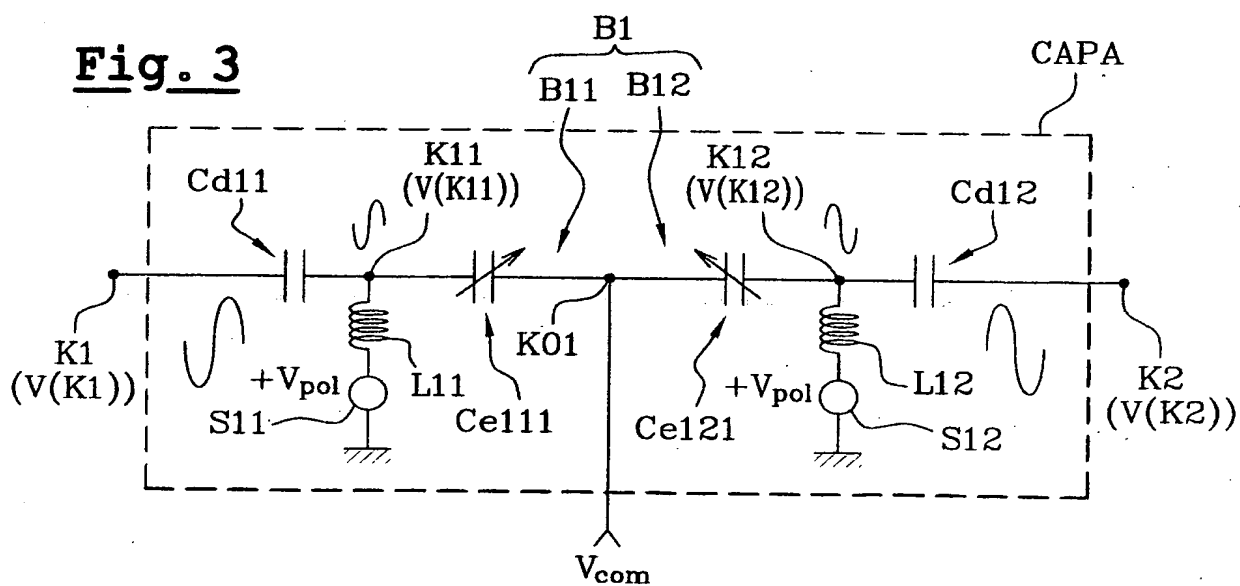 Fig. 3
B1
CAPA
B11 B12
K11
(V(K11))
K12
(V(K12))
Cd11
Cd12
K1
(V(K1))
K01
K2
(V(K2))
+Vpol
L11
S11
Ce111
Ce121
+Vpol
L12
S12
Vcom